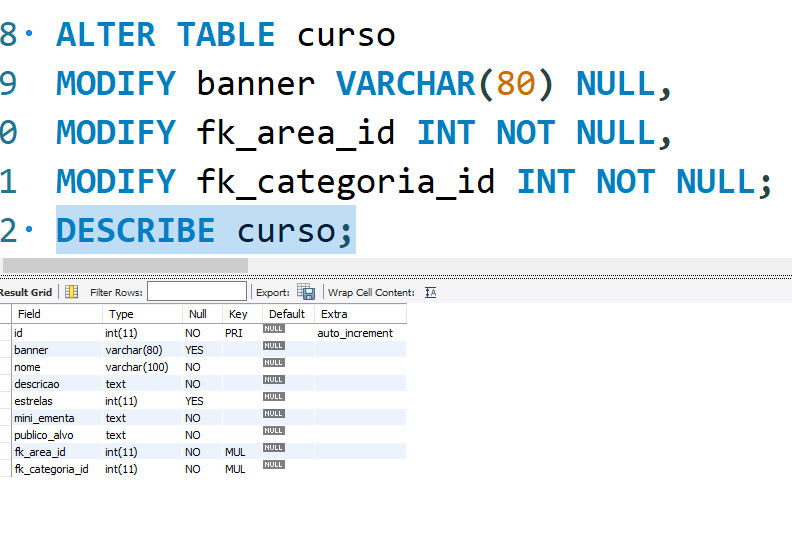 8 ALTER TABLE curso
9 MODIFY banner VARCHAR(80) NULL,
0 MODIFY fk_area_id INT NOT NULL,
1 MODIFY fk_categoria_id INT NOT NULL;
2 DESCRIBE curso;
Result Grid Filter Rows: Export: Wrap Cell Content:
Field Type Null Key Default Extra
id int(11) NO PRI NULL auto_increment
banner varchar(80) YES NULL
nome varchar(100) NO NULL
descricao text NO NULL
estrelas int(11) YES NULL
mini_ementa text NO NULL
publico_alvo text NO NULL
fk_area_id int(11) NO MUL NULL
fk_categoria_id int(11) NO MUL NULL